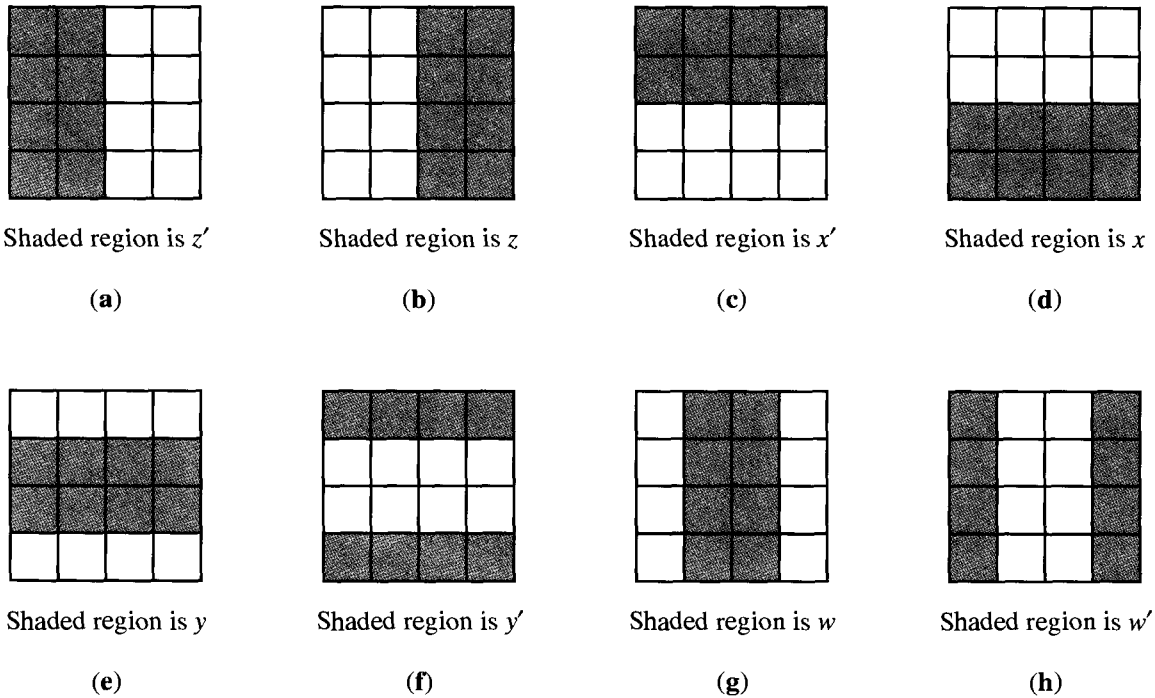 Shaded region is z′ Shaded region is z Shaded region is x′ Shaded region is x
(a) (b) (c) (d)
Shaded region is y Shaded region is y′ Shaded region is w Shaded region is w′
(e) (f) (g) (h)